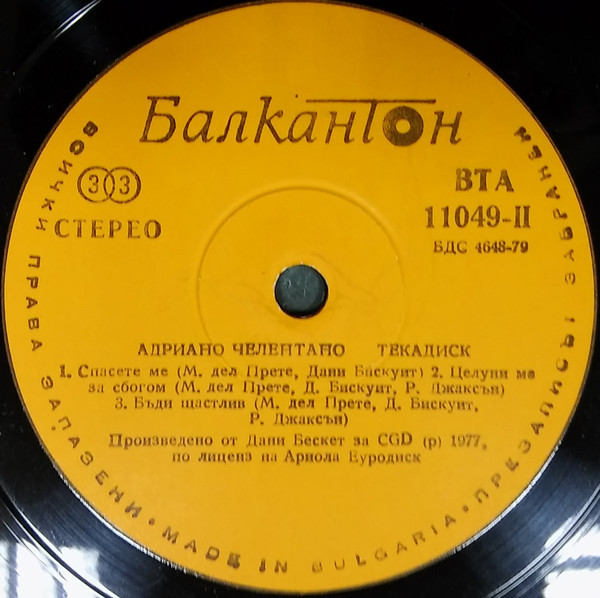 Балкантон
33
СТЕРЕО
ВТА
11049-II
БДС 4648-79
АДРИАНО ЧЕЛЕНТАНО ТЕКАДИСК
1. Спасете ме (М. дел Прете, Дани Бискуит) 2. Целуни ме
за сбогом (М. дел Прете, Д. Бискуит, Р. Джаксън)
3. Бъди щастлив (М. дел Прете, Д. Бискуит,
Р. Джаксън)
Произведено от Дани Бескет за CGD (p) 1977,
по лиценз на Ариола Еуродиск
ВСИЧКИ ПРАВА ЗАПАЗЕНИ • MADE IN BULGARIA • ПРЕЗАПИСЪТ ЗАБРАНЕН